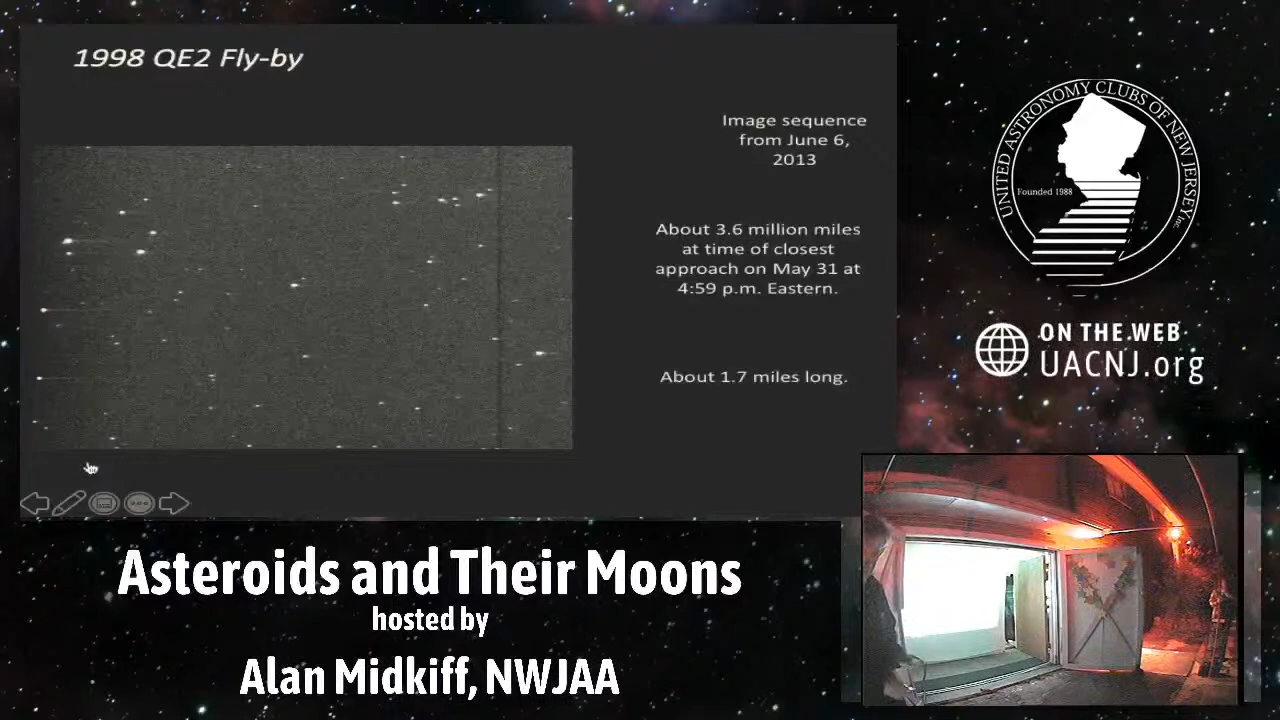 1998 QE2 Fly-by
Image sequence
from June 6,
2013
About 3.6 million miles
at time of closest
approach on May 31 at
4:59 p.m. Eastern.
About 1.7 miles long.
UNITED ASTRONOMY CLUBS OF NEW JERSEY Inc.
Founded 1988
ON THE WEB
UACNJ.org
Asteroids and Their Moons
hosted by
Alan Midkiff, NWJAA